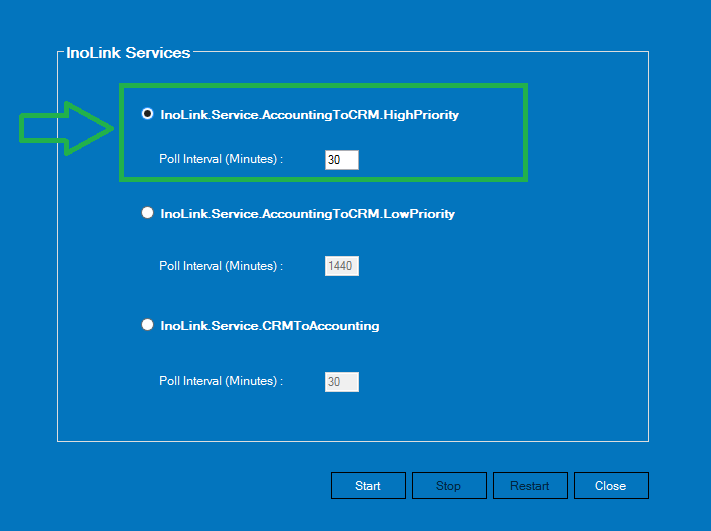 InoLink Services
InoLink.Service.AccountingToCRM.HighPriority
Poll Interval (Minutes) : 30
InoLink.Service.AccountingToCRM.LowPriority
Poll Interval (Minutes) : 1440
InoLink.Service.CRMToAccounting
Poll Interval (Minutes) : 30
Start Stop Restart Close